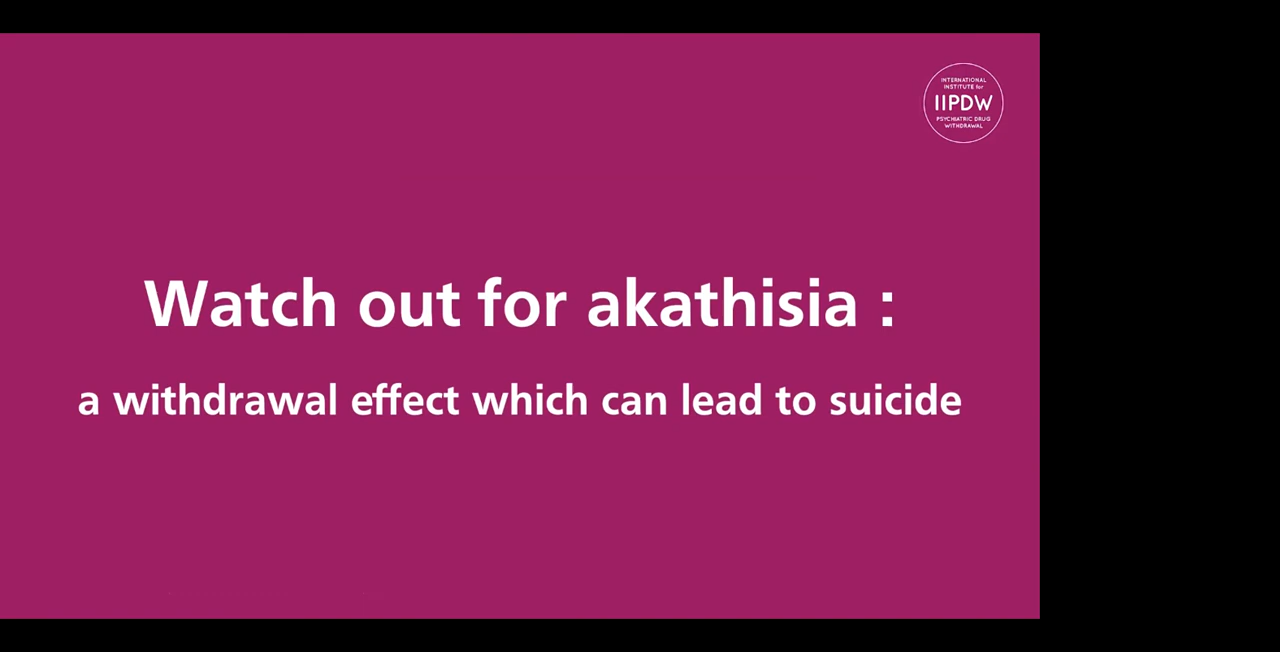 INTERNATIONAL
INSTITUTE for
IIPDW
PSYCHIATRIC DRUG
WITHDRAWAL
Watch out for akathisia :
a withdrawal effect which can lead to suicide